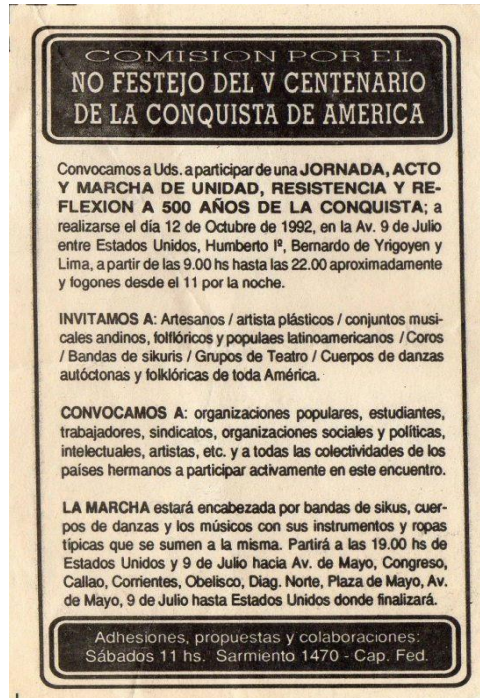 COMISION POR EL
NO FESTEJO DEL V CENTENARIO
DE LA CONQUISTA DE AMERICA
Convocamos a Uds. a participar de una JORNADA, ACTO
Y MARCHA DE UNIDAD, RESISTENCIA Y RE-
FLEXION A 500 AÑOS DE LA CONQUISTA; a
realizarse el día 12 de Octubre de 1992, en la Av. 9 de Julio
entre Estados Unidos, Humberto Iº, Bernardo de Yrigoyen y
Lima, a partir de las 9.00 hs hasta las 22.00 aproximadamente
y fogones desde el 11 por la noche.
INVITAMOS A: Artesanos / artista plásticos / conjuntos musi-
cales andinos, folflóricos y populaes latinoamericanos / Coros
/ Bandas de sikuris / Grupos de Teatro / Cuerpos de danzas
autóctonas y folklóricas de toda América.
CONVOCAMOS A: organizaciones populares, estudiantes,
trabajadores, sindicatos, organizaciones sociales y políticas,
intelectuales, artistas, etc. y a todas las colectividades de los
países hermanos a participar activamente en este encuentro.
LA MARCHA estará encabezada por bandas de sikus, cuer-
pos de danzas y los músicos con sus instrumentos y ropas
típicas que se sumen a la misma. Partirá a las 19.00 hs de
Estados Unidos y 9 de Julio hacia Av. de Mayo, Congreso,
Callao, Corrientes, Obelisco, Diag. Norte, Plaza de Mayo, Av.
de Mayo, 9 de Julio hasta Estados Unidos donde finalizará.
Adhesiones, propuestas y colaboraciones:
Sábados 11 hs. Sarmiento 1470 - Cap. Fed.